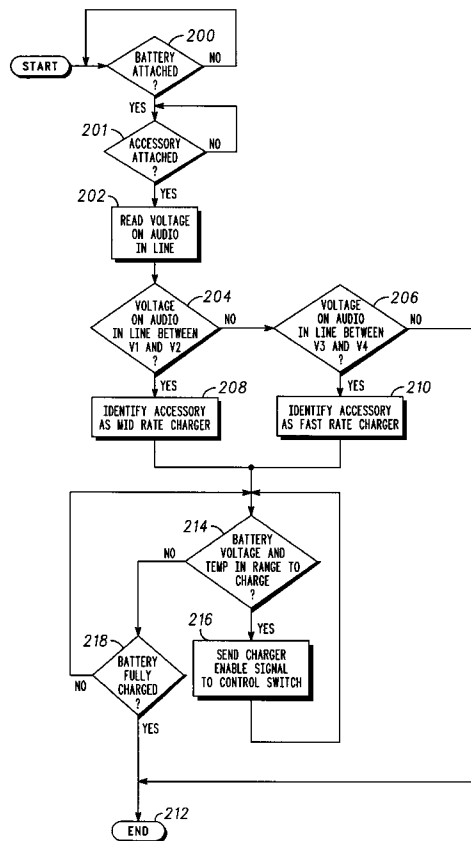 200
START
BATTERY
ATTACHED
?
NO
YES
201
ACCESSORY
ATTACHED
?
NO
YES
202
READ VOLTAGE
ON AUDIO
IN LINE
204
VOLTAGE
ON AUDIO
IN LINE BETWEEN
V1 AND V2
?
NO
YES
206
VOLTAGE
ON AUDIO
IN LINE BETWEEN
V3 AND V4
?
NO
YES
208
IDENTIFY ACCESSORY
AS MID RATE CHARGER
210
IDENTIFY ACCESSORY
AS FAST RATE CHARGER
214
BATTERY
VOLTAGE AND
TEMP IN RANGE TO
CHARGE
?
NO
YES
216
SEND CHARGER
ENABLE SIGNAL
TO CONTROL SWITCH
218
BATTERY
FULLY
CHARGED
?
NO
YES
212
END